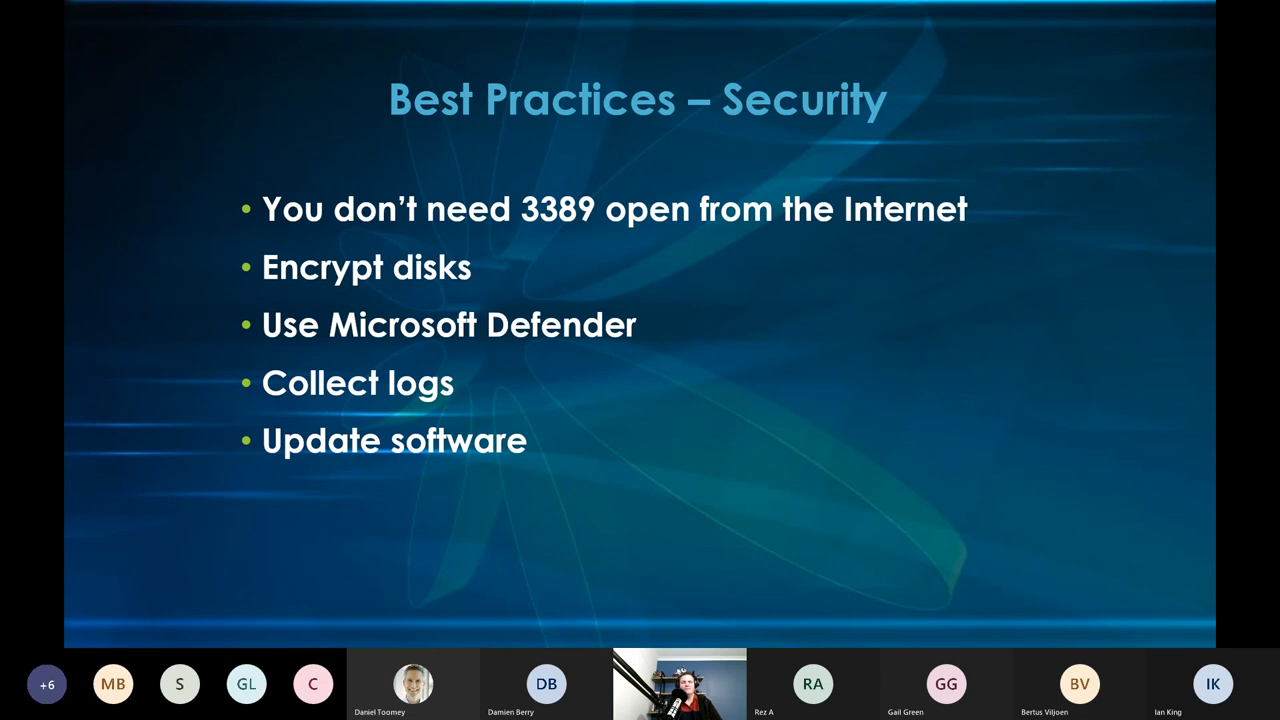 Best Practices – Security
• You don’t need 3389 open from the Internet
• Encrypt disks
• Use Microsoft Defender
• Collect logs
• Update software
+6
MB
S
GL
C
Daniel Toomey
DB
Damien Berry
RA
Rez A
GG
Gail Green
BV
Bertus Viljoen
IK
Ian King